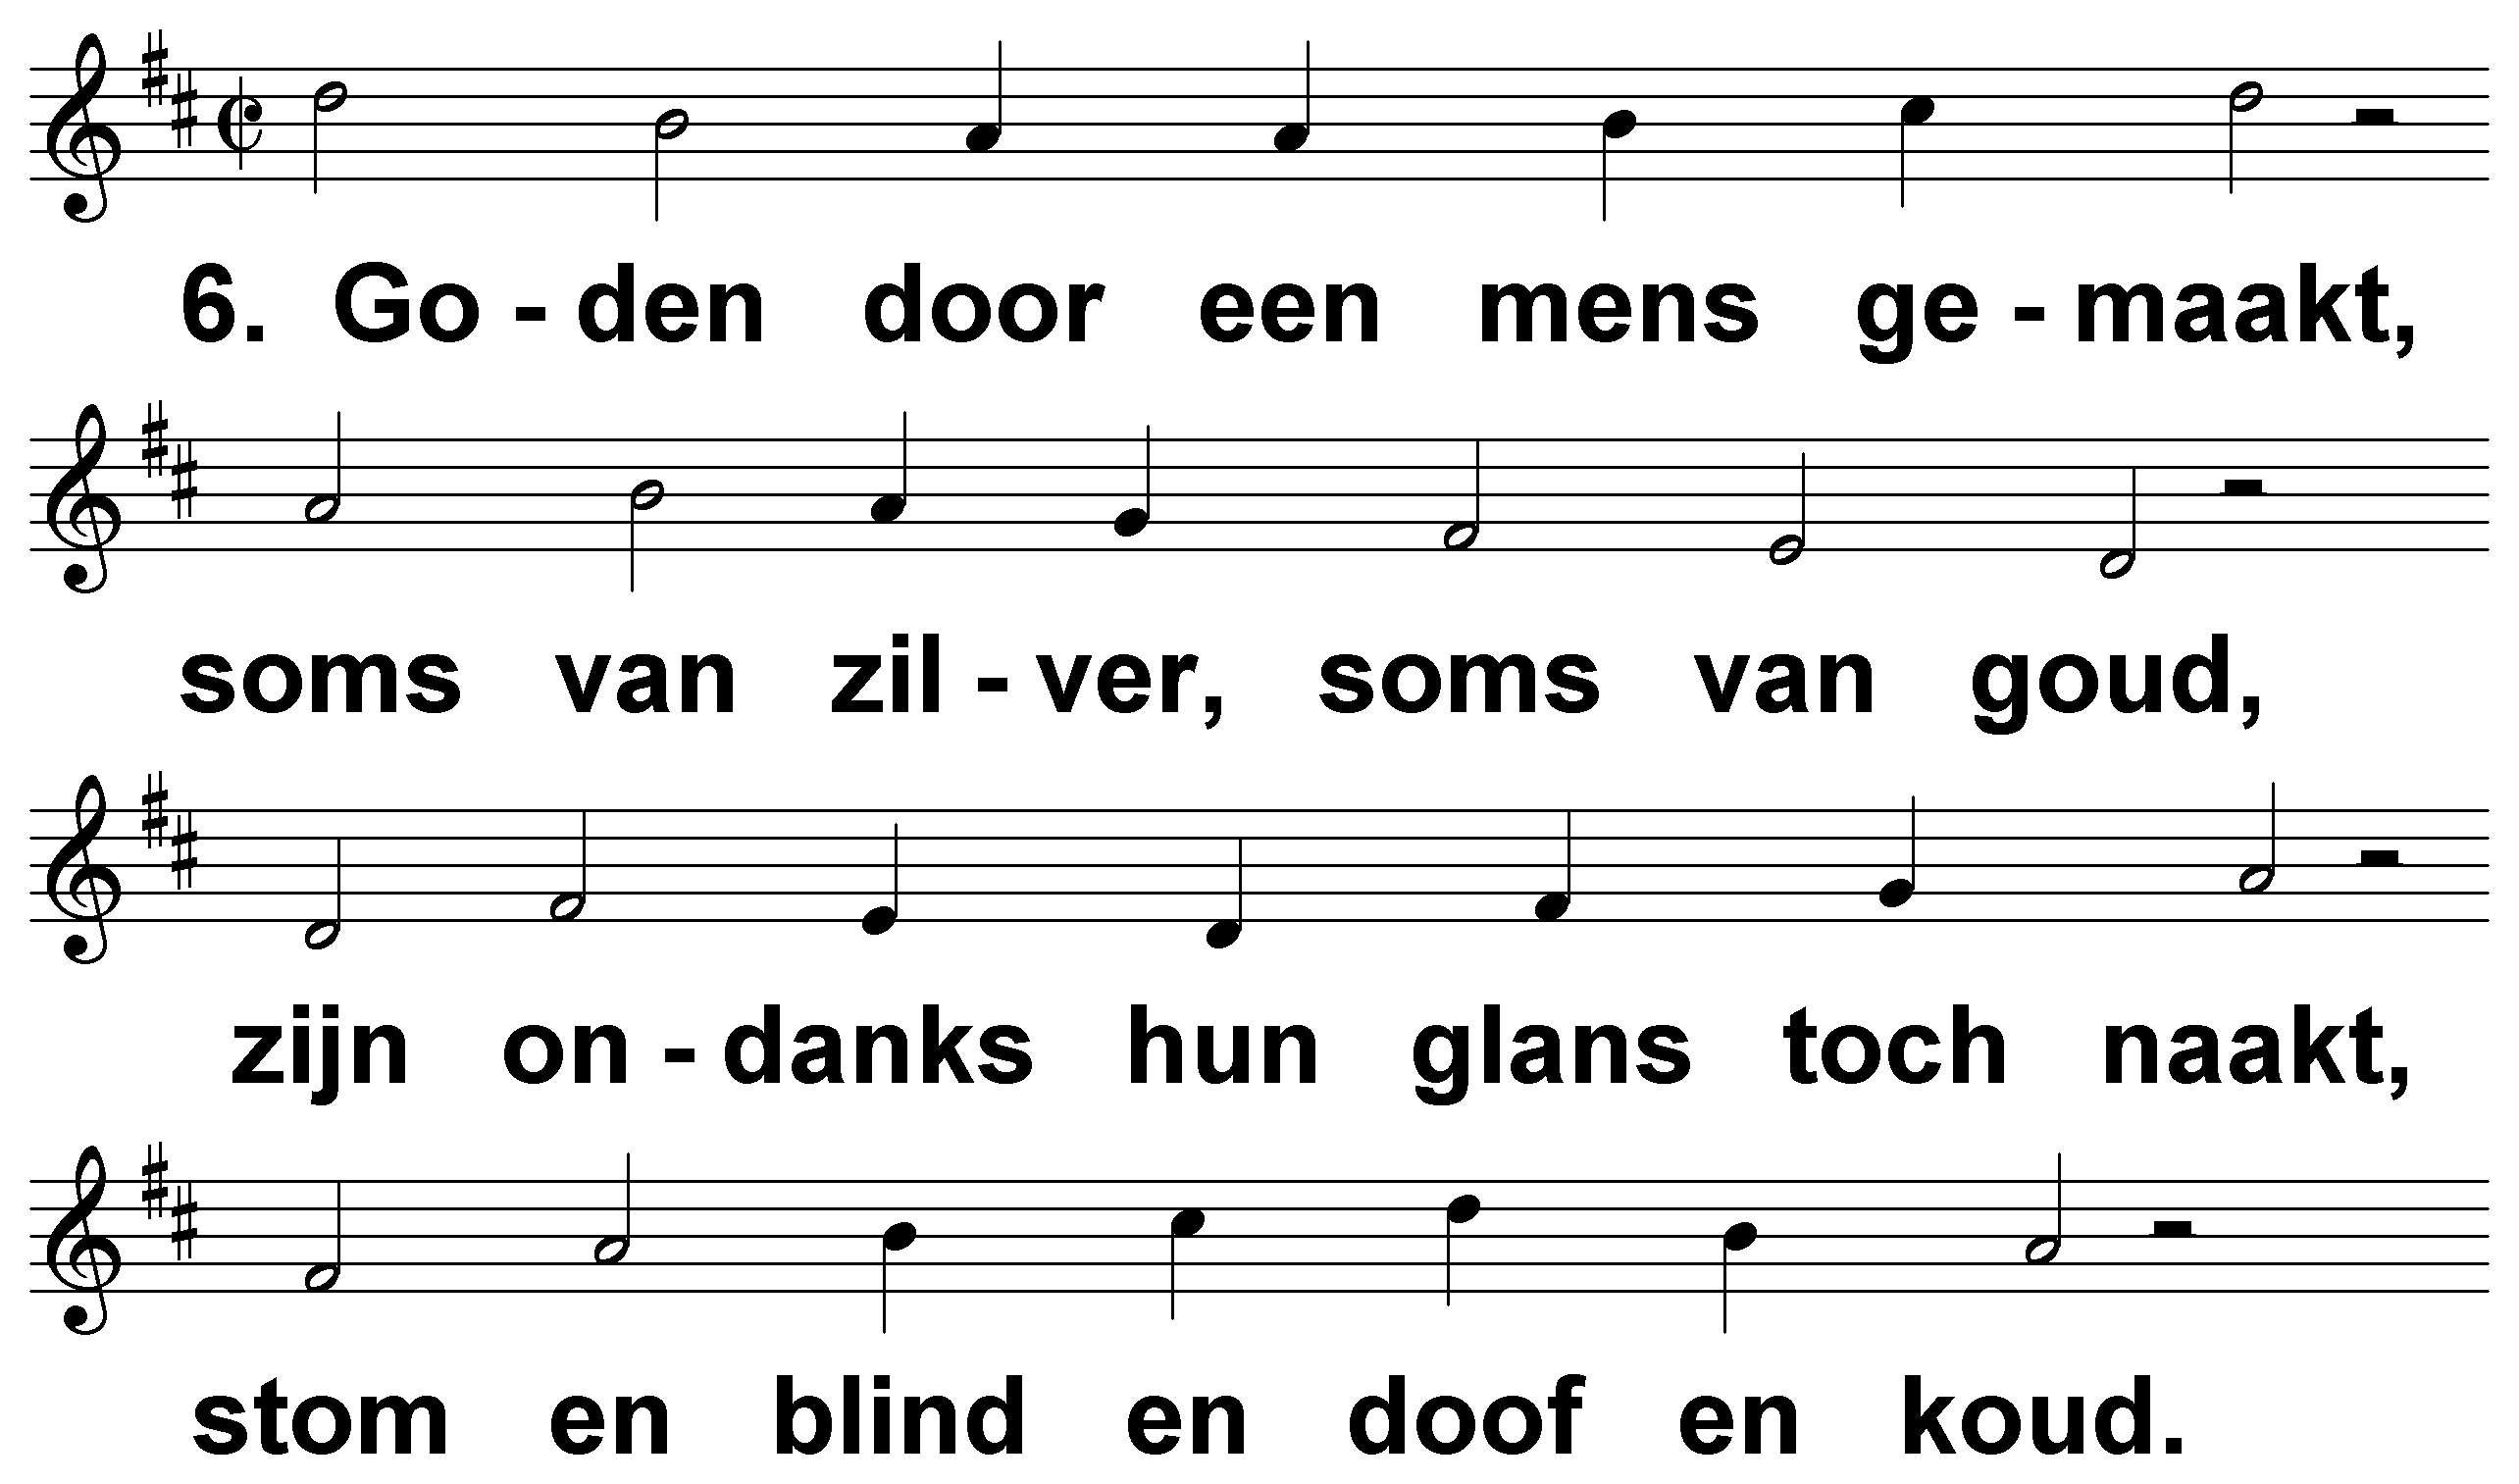 6. Go - den door een mens ge - maakt,
soms van zil - ver, soms van goud,
zijn on - danks hun glans toch naakt,
stom en blind en doof en koud.